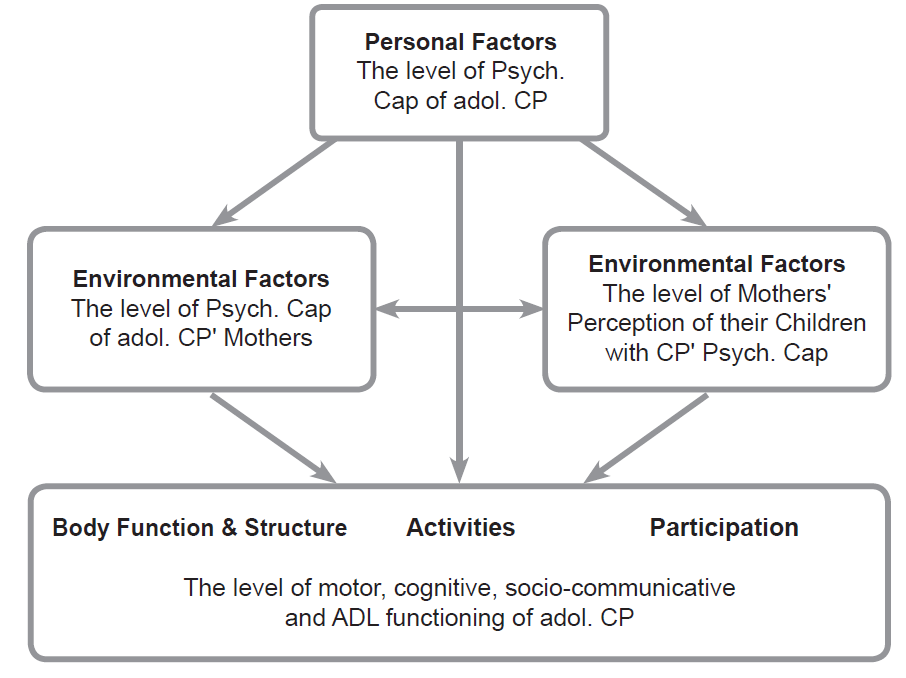 Personal Factors
The level of Psych.
Cap of adol. CP
Environmental Factors
The level of Psych. Cap
of adol. CP' Mothers
Environmental Factors
The level of Mothers'
Perception of their Children
with CP' Psych. Cap
Body Function & Structure Activities Participation
The level of motor, cognitive, socio-communicative
and ADL functioning of adol. CP